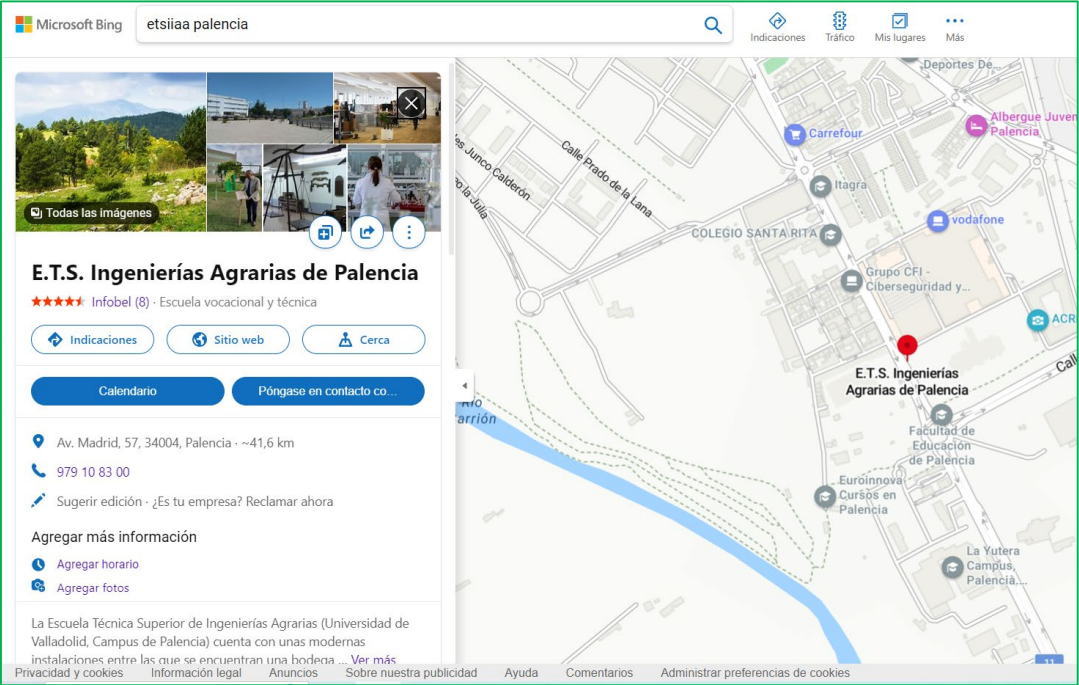 Microsoft Bing
etsiiaa palencia
Indicaciones
Tráfico
Mis lugares
Más
Todas las imágenes
E.T.S. Ingenierías Agrarias de Palencia
Infobel (8) · Escuela vocacional y técnica
Indicaciones
Sitio web
Cerca
Calendario
Póngase en contacto co...
Av. Madrid, 57, 34004, Palencia · ~41,6 km
979 10 83 00
Sugerir edición · ¿Es tu empresa? Reclamar ahora
Agregar más información
Agregar horario
Agregar fotos
La Escuela Técnica Superior de Ingenierías Agrarias (Universidad de
Valladolid, Campus de Palencia) cuenta con unas modernas
instalaciones entre las que se encuentran una bodega ... Ver más
Deportes De...
Albergue Juven
Palencia
Carrefour
Calle Prado de la Lana
es Junco Calderón
Itagra
vodafone
COLEGIO SANTA RITA
Grupo CFI -
Ciberseguridad y...
ACR
E.T.S. Ingenierías
Agrarias de Palencia
Call
Río
arrión
Facultad de
Educación
de Palencia
Euroinnova
Cursos en
Palencia
La Yutera
Campus,
Palencia....
11
Privacidad y cookies
Información legal
Anuncios
Sobre nuestra publicidad
Ayuda
Comentarios
Administrar preferencias de cookies